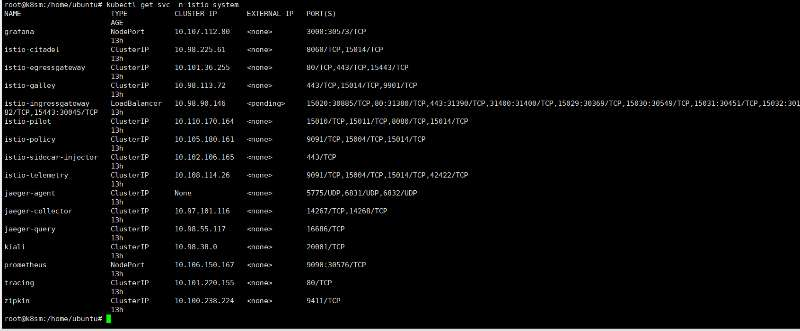 root@k8sm:/home/ubuntu# kubectl get svc -n istio-system
NAME TYPE CLUSTER-IP EXTERNAL-IP PORT(S)
AGE
grafana NodePort 10.107.112.80 <none> 3000:30573/TCP
13h
istio-citadel ClusterIP 10.98.225.61 <none> 8060/TCP,15014/TCP
13h
istio-egressgateway ClusterIP 10.101.36.255 <none> 80/TCP,443/TCP,15443/TCP
13h
istio-galley ClusterIP 10.98.113.72 <none> 443/TCP,15014/TCP,9901/TCP
13h
istio-ingressgateway LoadBalancer 10.98.90.146 <pending> 15020:30885/TCP,80:31380/TCP,443:31390/TCP,31400:31400/TCP,15029:30369/TCP,15030:30549/TCP,15031:30451/TCP,15032:301
82/TCP,15443:30045/TCP 13h
istio-pilot ClusterIP 10.110.170.164 <none> 15010/TCP,15011/TCP,8080/TCP,15014/TCP
13h
istio-policy ClusterIP 10.105.180.161 <none> 9091/TCP,15004/TCP,15014/TCP
13h
istio-sidecar-injector ClusterIP 10.102.106.165 <none> 443/TCP
13h
istio-telemetry ClusterIP 10.108.114.26 <none> 9091/TCP,15004/TCP,15014/TCP,42422/TCP
13h
jaeger-agent ClusterIP None <none> 5775/UDP,6831/UDP,6832/UDP
13h
jaeger-collector ClusterIP 10.97.101.116 <none> 14267/TCP,14268/TCP
13h
jaeger-query ClusterIP 10.98.55.117 <none> 16686/TCP
13h
kiali ClusterIP 10.98.38.0 <none> 20001/TCP
13h
prometheus NodePort 10.106.150.167 <none> 9090:30576/TCP
13h
tracing ClusterIP 10.101.220.155 <none> 80/TCP
13h
zipkin ClusterIP 10.100.238.224 <none> 9411/TCP
13h
root@k8sm:/home/ubuntu#